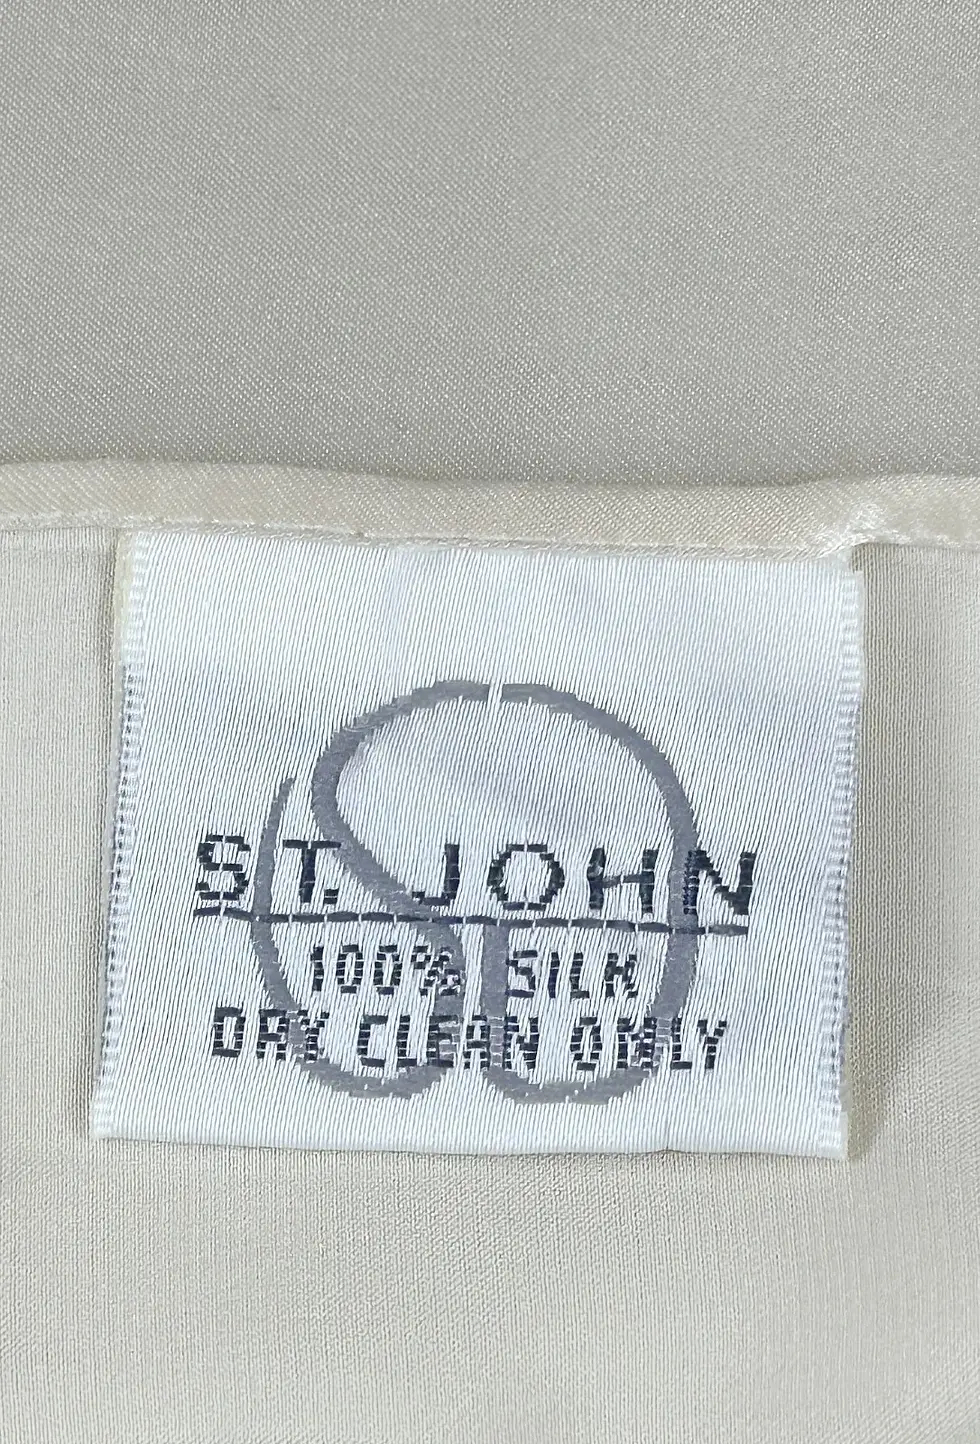 ST. JOHN
100% SILK
DRY CLEAN ONLY